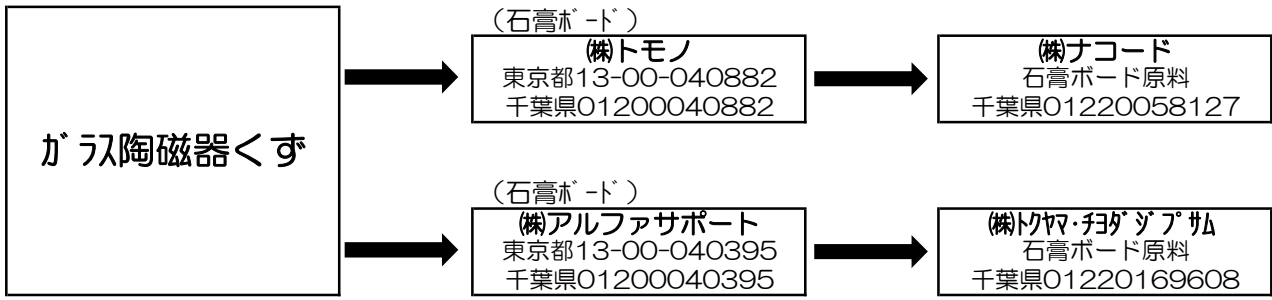 ガラス陶磁器くず
（石膏ボード）
㈱トモノ
東京都13-00-040882
千葉県01200040882
㈱ナコード
石膏ボード原料
千葉県01220058127
（石膏ボード）
㈱アルファサポート
東京都13-00-040395
千葉県01200040395
㈱トクヤマ・チヨダジプサム
石膏ボード原料
千葉県01220169608